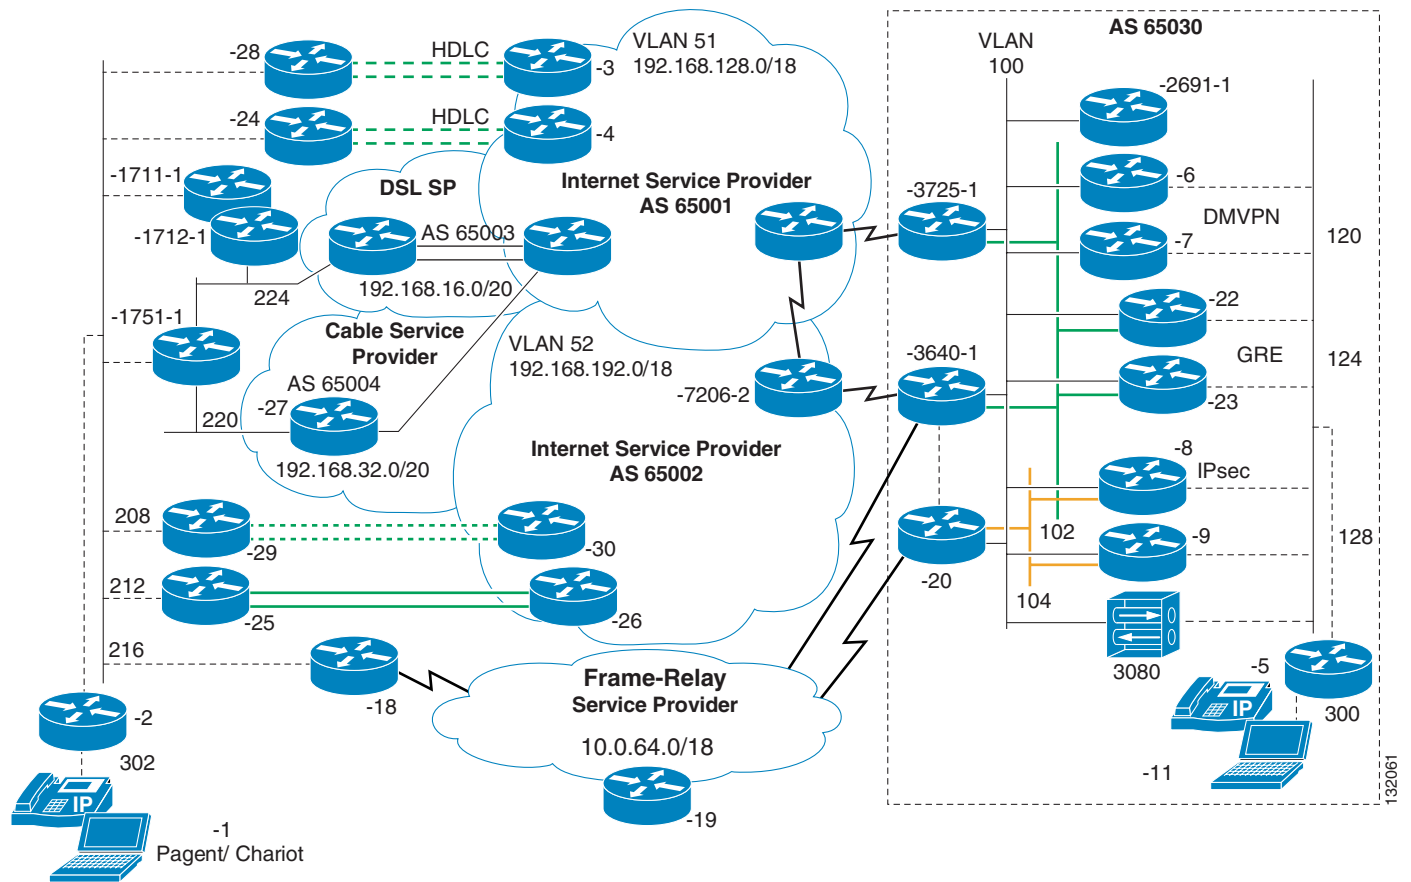 AS 65030
VLAN
100
-28
HDLC
-3
VLAN 51
192.168.128.0/18
-24
HDLC
-4
-2691-1
-1711-1
DSL SP
Internet Service Provider
AS 65001
-3725-1
-6
DMVPN
-1712-1
AS 65003
-7
120
224
192.168.16.0/20
-1751-1
Cable Service
Provider
VLAN 52
192.168.192.0/18
-22
GRE
124
-3640-1
AS 65004
-27
-7206-2
-23
220
192.168.32.0/20
Internet Service Provider
AS 65002
-8
IPsec
208
-29
-30
102
-9
128
-20
104
212
-25
-26
216
-18
Frame-Relay
Service Provider
10.0.64.0/18
-19
3080
-5
IP
300
-11
-2
302
IP
-1
Pagent/ Chariot
132061